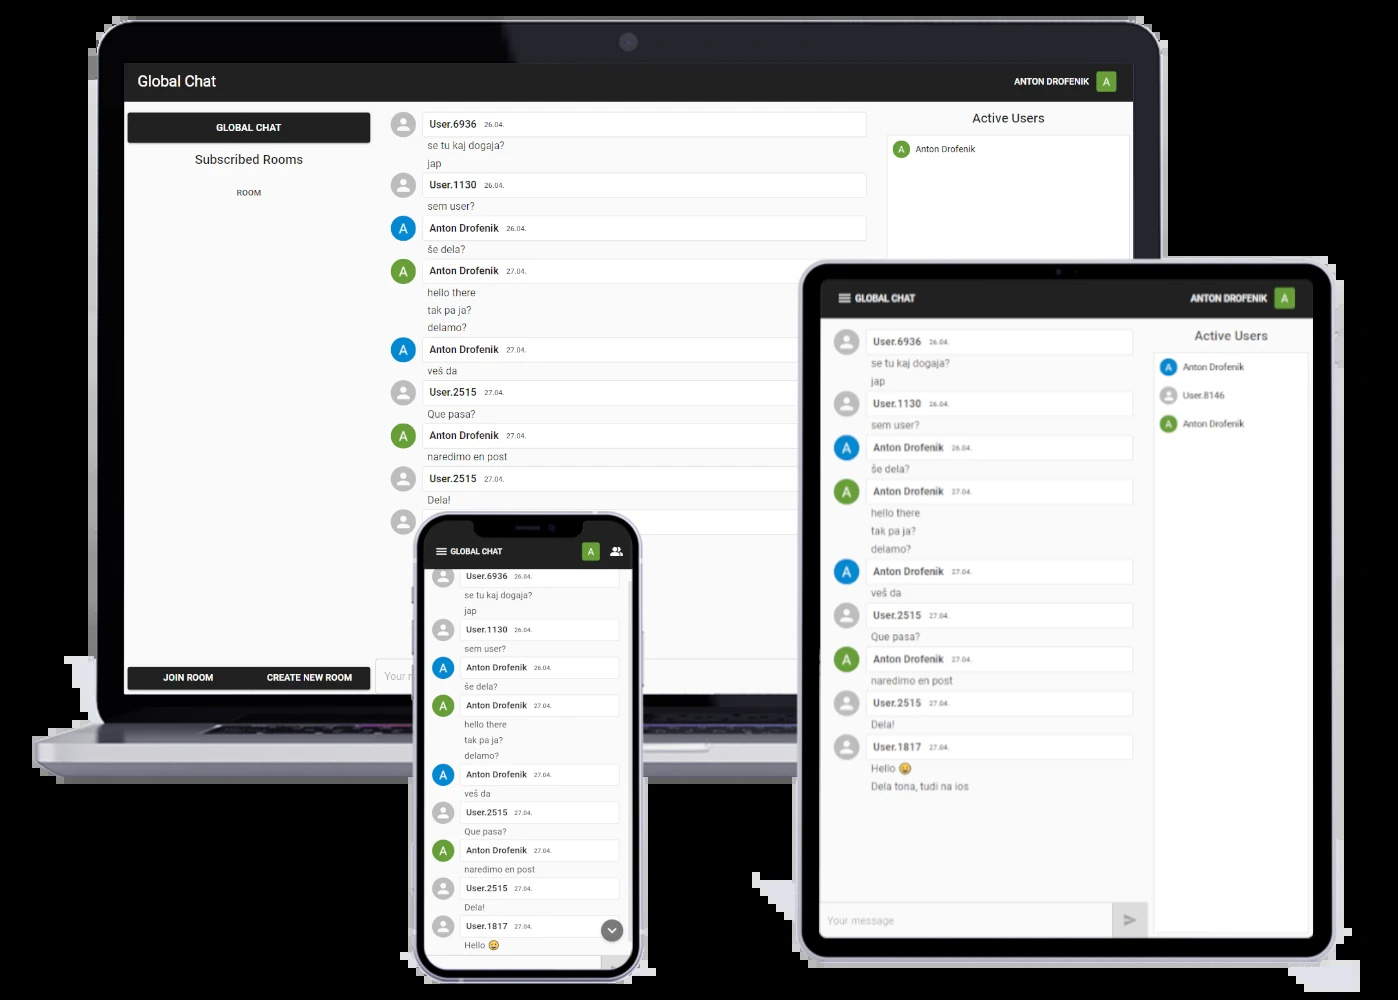 Global Chat
ANTON DROFENIK A
GLOBAL CHAT
Subscribed Rooms
ROOM
User.6936 26.04.
se tu kaj dogaja?
jap
User.1130 26.04.
sem user?
A Anton Drofenik 26.04.
še dela?
A Anton Drofenik 27.04.
hello there
tak pa ja?
delamo?
A Anton Drofenik 27.04.
veš da
User.2515 27.04.
Que pasa?
A Anton Drofenik 27.04.
naredimo en post
User.2515 27.04.
Dela!
Active Users
A Anton Drofenik
JOIN ROOM
CREATE NEW ROOM
Your
GLOBAL CHAT
A
User.6936 26.04.
se tu kaj dogaja?
jap
User.1130 26.04.
sem user?
A Anton Drofenik 26.04.
še dela?
A Anton Drofenik 27.04.
hello there
tak pa ja?
delamo?
A Anton Drofenik 27.04.
veš da
User.2515 27.04.
Que pasa?
A Anton Drofenik 27.04.
naredimo en post
User.2515 27.04.
Dela!
User.1817 27.04.
Hello 😄
GLOBAL CHAT
ANTON DROFENIK A
User.6936 26.04.
se tu kaj dogaja?
jap
User.1130 26.04.
sem user?
A Anton Drofenik 26.04.
še dela?
A Anton Drofenik 27.04.
hello there
tak pa ja?
delamo?
A Anton Drofenik 27.04.
veš da
User.2515 27.04.
Que pasa?
A Anton Drofenik 27.04.
naredimo en post
User.2515 27.04.
Dela!
User.1817 27.04.
Hello 😄
Dela tona, tudi na ios
Your message
Active Users
A Anton Drofenik
User.8146
A Anton Drofenik